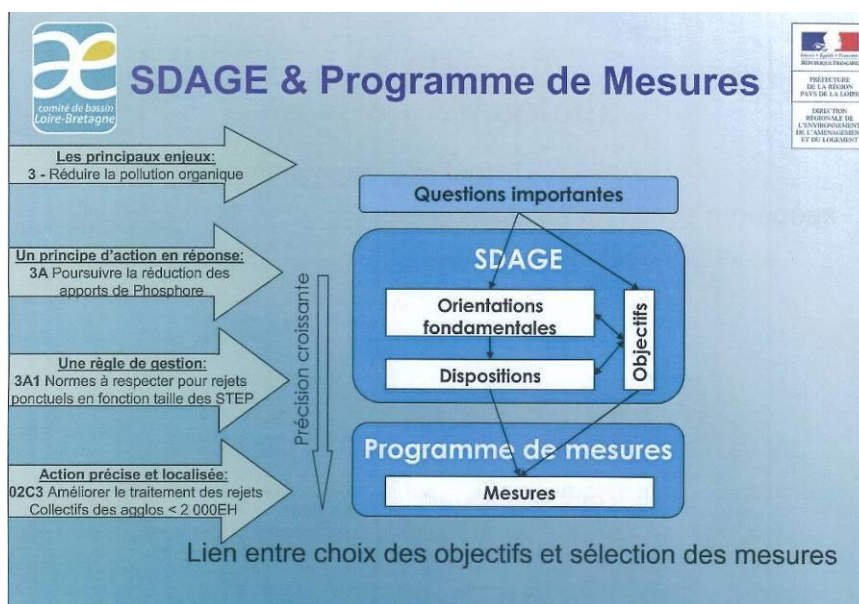 SDAGE & Programme de Mesures
comité de bassin
Loire-Bretagne
Liberté • Égalité • Fraternité
RÉPUBLIQUE FRANÇAISE
PRÉFECTURE
DE LA RÉGION
PAYS DE LA LOIRE
DIRECTION
RÉGIONALE DE
L'ENVIRONNEMENT
DE L'AMÉNAGEMENT
ET DU LOGEMENT
Les principaux enjeux:
3 - Réduire la pollution organique
Un principe d'action en réponse:
3A Poursuivre la réduction des
apports de Phosphore
Une règle de gestion:
3A1 Normes à respecter pour rejets
ponctuels en fonction taille des STEP
Action précise et localisée:
02C3 Améliorer le traitement des rejets
Collectifs des agglos < 2 000EH
Précision croissante
Questions importantes
SDAGE
Orientations
fondamentales
Objectifs
Dispositions
Programme de mesures
Mesures
Lien entre choix des objectifs et sélection des mesures